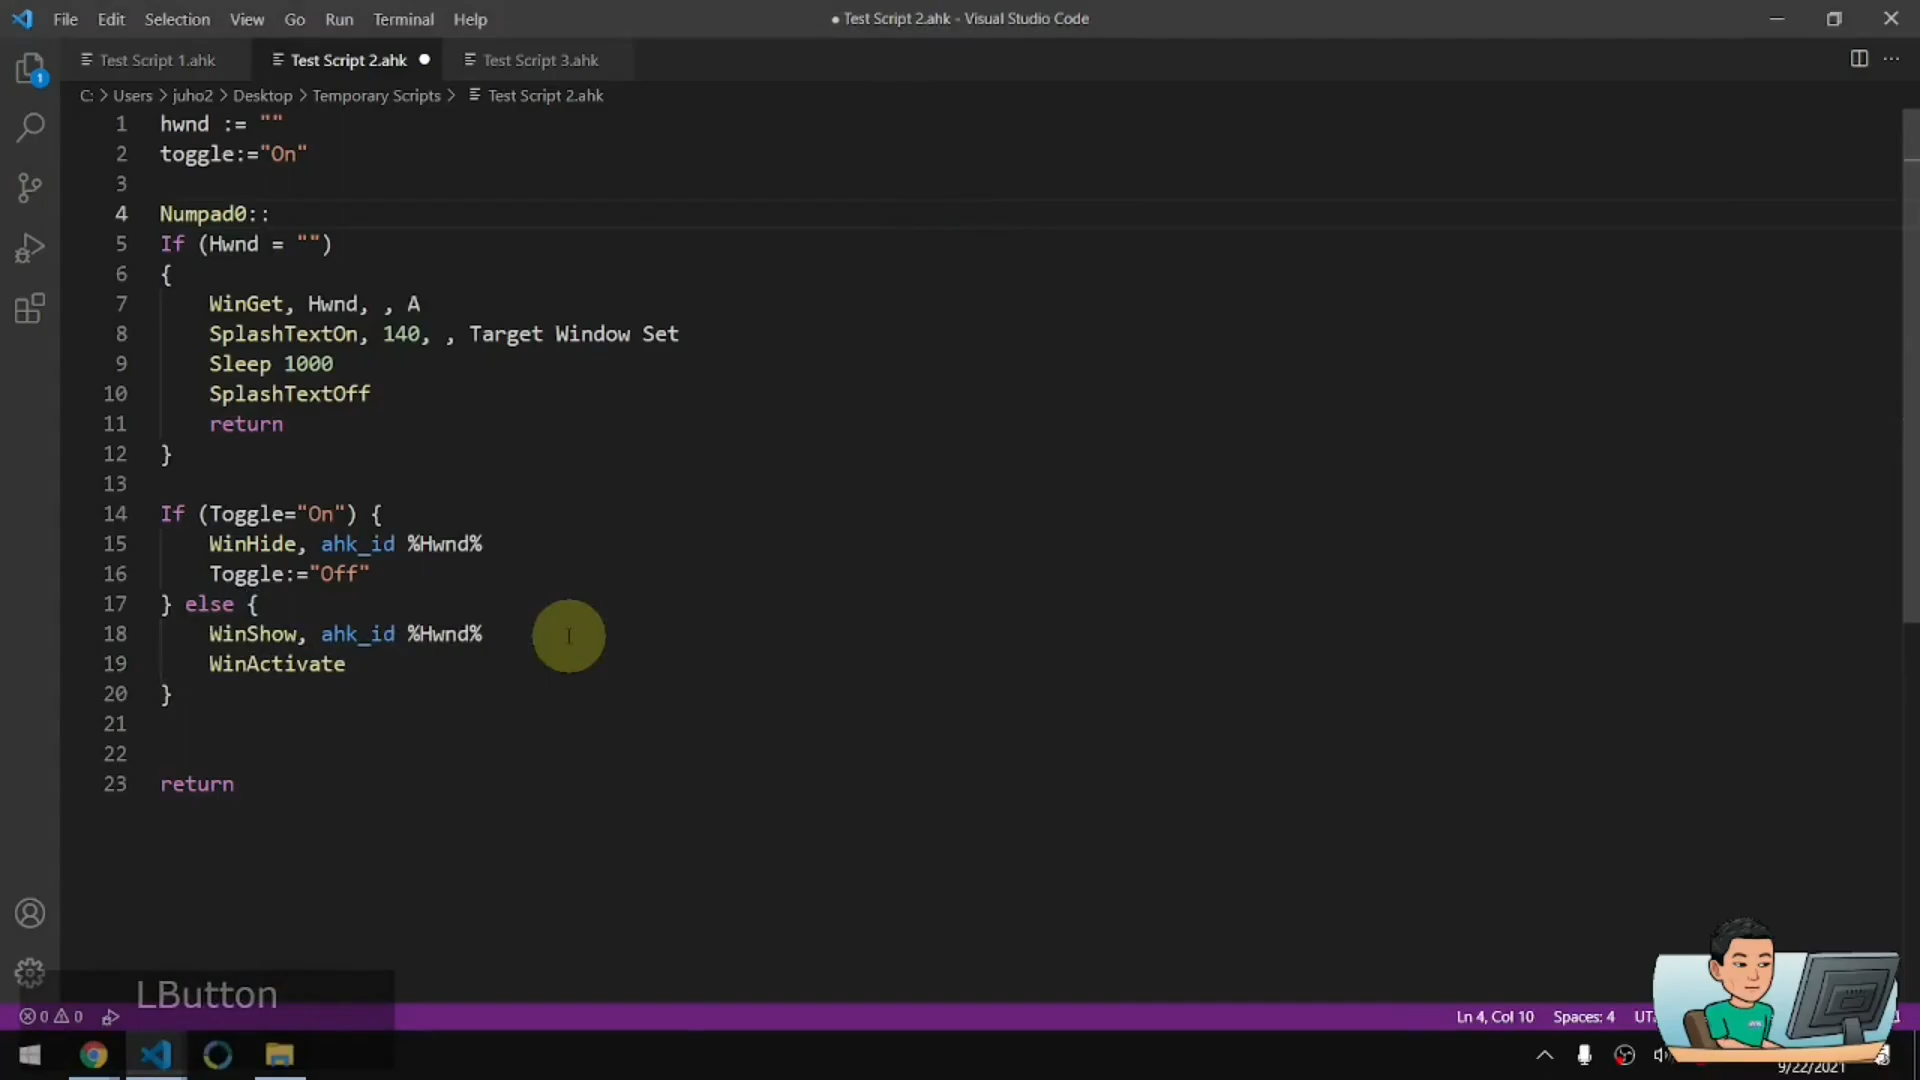 File Edit Selection View Go Run Terminal Help
● Test Script 2.ahk - Visual Studio Code
Test Script 1.ahk
Test Script 2.ahk ●
Test Script 3.ahk
C: > Users > juho2 > Desktop > Temporary Scripts > Test Script 2.ahk
1 hwnd := ""
2 toggle:="On"
3
4 Numpad0::
5 If (Hwnd = "")
6 {
7 WinGet, Hwnd, , A
8 SplashTextOn, 140, , Target Window Set
9 Sleep 1000
10 SplashTextOff
11 return
12 }
13
14 If (Toggle="On") {
15 WinHide, ahk_id %Hwnd%
16 Toggle:="Off"
17 } else {
18 WinShow, ahk_id %Hwnd%
19 WinActivate
20 }
21
22
23 return
1
LButton
0 0
Ln 4, Col 10 Spaces: 4
9/22/2021